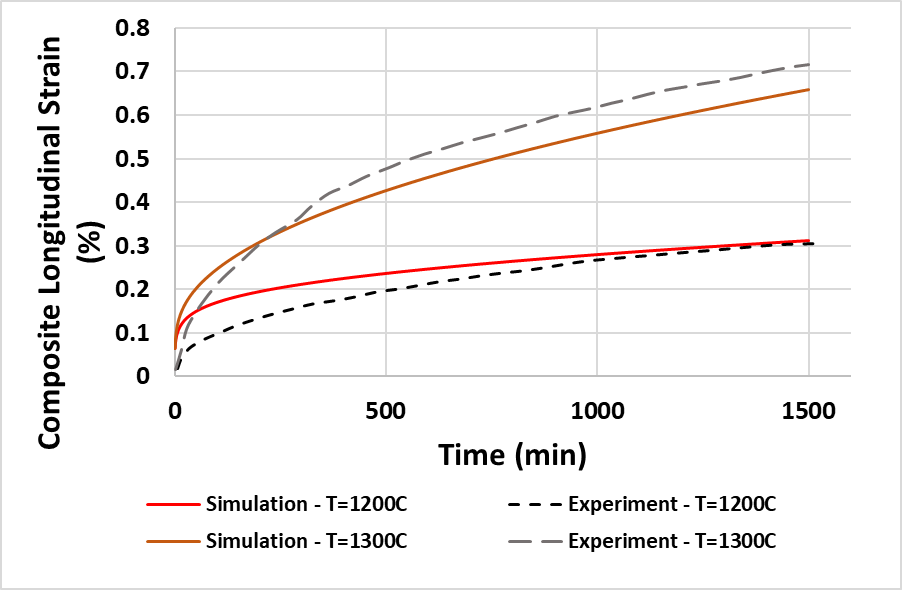 Composite Longitudinal Strain
(%)
0.8
0.7
0.6
0.5
0.4
0.3
0.2
0.1
0
0
500
1000
1500
Time (min)
Simulation - T=1200C
Experiment - T=1200C
Simulation - T=1300C
Experiment - T=1300C